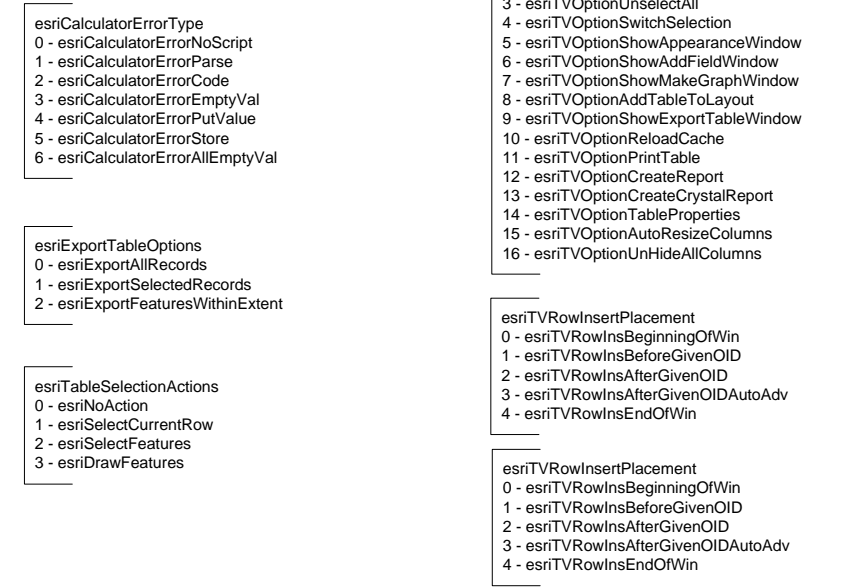 esriCalculatorErrorType
0 - esriCalculatorErrorNoScript
1 - esriCalculatorErrorParse
2 - esriCalculatorErrorCode
3 - esriCalculatorErrorEmptyVal
4 - esriCalculatorErrorPutValue
5 - esriCalculatorErrorStore
6 - esriCalculatorErrorAllEmptyVal
esriExportTableOptions
0 - esriExportAllRecords
1 - esriExportSelectedRecords
2 - esriExportFeaturesWithinExtent
esriTableSelectionActions
0 - esriNoAction
1 - esriSelectCurrentRow
2 - esriSelectFeatures
3 - esriDrawFeatures
3 - esriTVOptionUnselectAll
4 - esriTVOptionSwitchSelection
5 - esriTVOptionShowAppearanceWindow
6 - esriTVOptionShowAddFieldWindow
7 - esriTVOptionShowMakeGraphWindow
8 - esriTVOptionAddTableToLayout
9 - esriTVOptionShowExportTableWindow
10 - esriTVOptionReloadCache
11 - esriTVOptionPrintTable
12 - esriTVOptionCreateReport
13 - esriTVOptionCreateCrystalReport
14 - esriTVOptionTableProperties
15 - esriTVOptionAutoResizeColumns
16 - esriTVOptionUnHideAllColumns
esriTVRowInsertPlacement
0 - esriTVRowInsBeginningOfWin
1 - esriTVRowInsBeforeGivenOID
2 - esriTVRowInsAfterGivenOID
3 - esriTVRowInsAfterGivenOIDAutoAdv
4 - esriTVRowInsEndOfWin
esriTVRowInsertPlacement
0 - esriTVRowInsBeginningOfWin
1 - esriTVRowInsBeforeGivenOID
2 - esriTVRowInsAfterGivenOID
3 - esriTVRowInsAfterGivenOIDAutoAdv
4 - esriTVRowInsEndOfWin